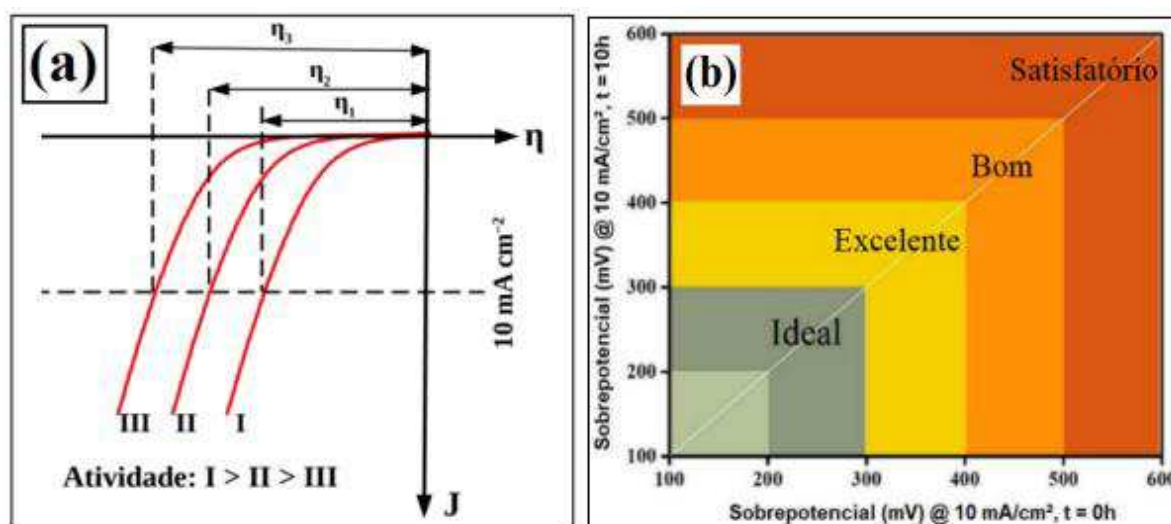 (a)
η₃
η₂
η₁
η
10 mA cm⁻²
III
II
I
Atividade: I > II > III
J
(b)
Sobrepotencial (mV) @ 10 mA/cm², t = 10h
600
500
400
300
200
100
Satisfatório
Bom
Excelente
Ideal
100 200 300 400 500 600
Sobrepotencial (mV) @ 10 mA/cm², t = 0h